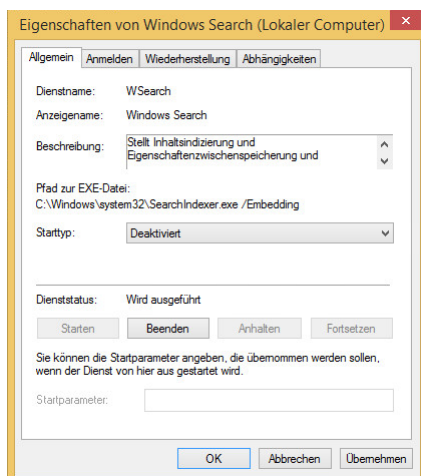 Eigenschaften von Windows Search (Lokaler Computer)
Allgemein Anmelden Wiederherstellung Abhängigkeiten
Dienstname: WSearch
Anzeigename: Windows Search
Beschreibung: Stellt Inhaltsindizierung und
Eigenschaftenzwischenspeicherung und
Pfad zur EXE-Datei:
C:\Windows\system32\SearchIndexer.exe /Embedding
Starttyp: Deaktiviert
Dienststatus: Wird ausgeführt
Starten Beenden Anhalten Fortsetzen
Sie können die Startparameter angeben, die übernommen werden sollen,
wenn der Dienst von hier aus gestartet wird.
Startparameter:
OK Abbrechen Übernehmen